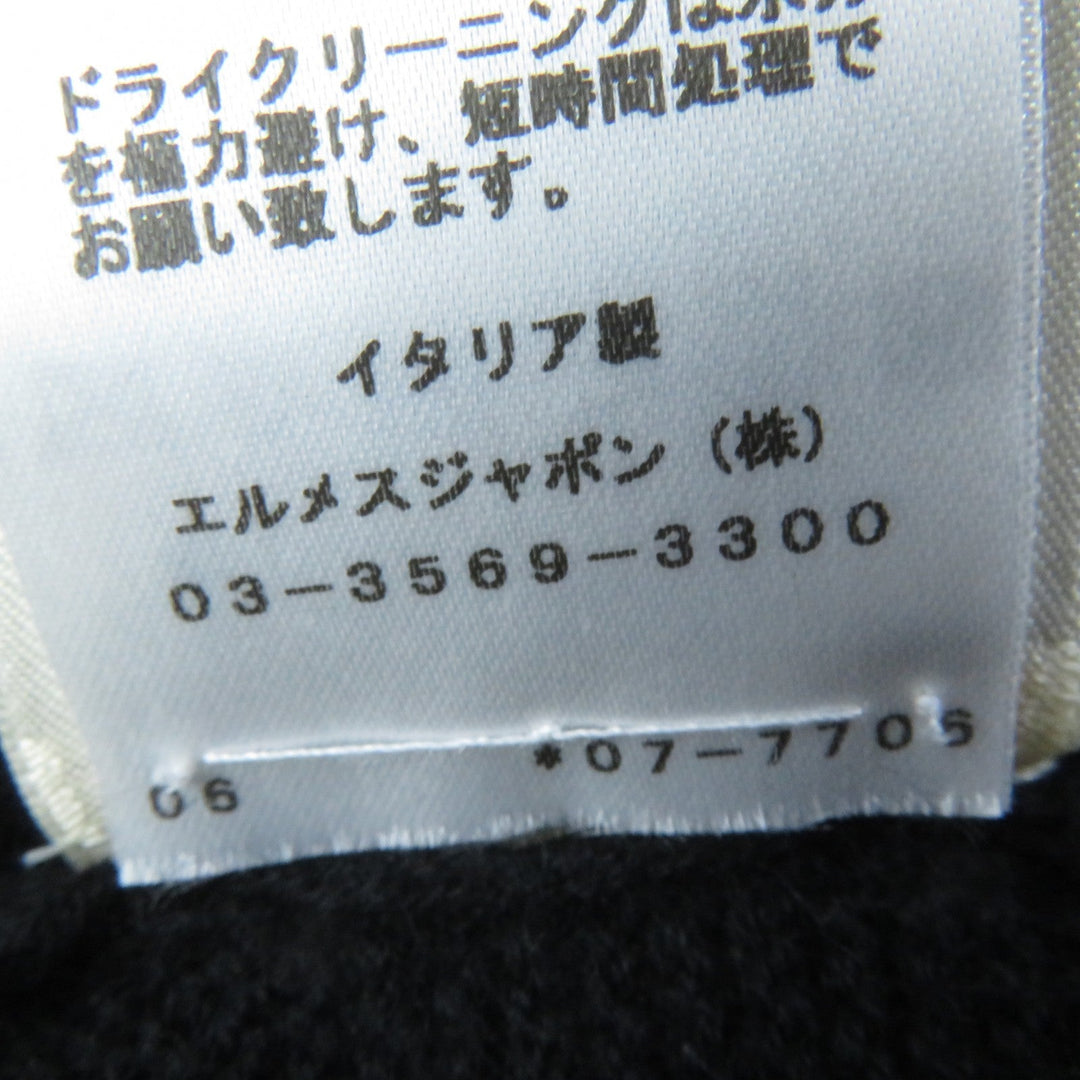 ドライクリーニングは水分
を極力避け、短時間処理で
お願い致します。
イタリア製
エルメスジャポン（株）
03-3569-3300
06 *07-7705